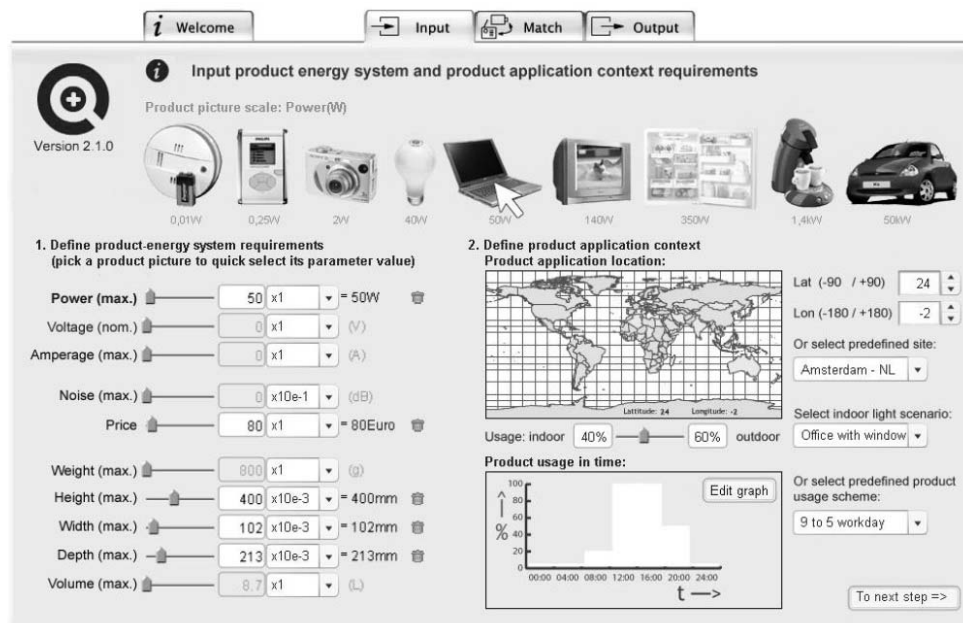 i Welcome
Input
Match
Output
i Input product energy system and product application context requirements
Product picture scale: Power(W)
Version 2.1.0
0,01W
0,25W
2W
40W
50W
140W
350W
1,4kW
50kW
1. Define product-energy system requirements
(pick a product picture to quick select its parameter value)
Power (max.) 50 x1 = 50W
Voltage (nom.) 0 x1 (V)
Amperage (max.) 0 x1 (A)
Noise (max.) 0 x10e-1 (dB)
Price 80 x1 = 80Euro
Weight (max.) 800 x1 (g)
Height (max.) 400 x10e-3 = 400mm
Width (max.) 102 x10e-3 = 102mm
Depth (max.) 213 x10e-3 = 213mm
Volume (max.) 8.7 x1 (L)
2. Define product application context
Product application location:
Lattitude: 24 Longitude: -2
Lat (-90 / +90) 24
Lon (-180 / +180) -2
Or select predefined site:
Amsterdam - NL
Usage: indoor 40% 60% outdoor
Select indoor light scenario:
Office with window
Product usage in time:
Edit graph
100
80
60
40
20
0
%
00:00 04:00 08:00 12:00 16:00 20:00 24:00
t
Or select predefined product
usage scheme:
9 to 5 workday
To next step =>